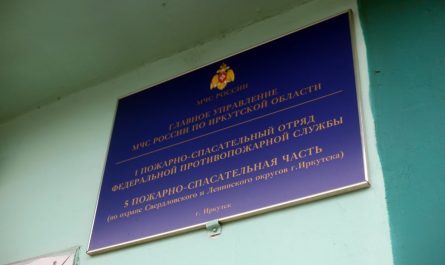 МЧС РОССИИ
ГЛАВНОЕ УПРАВЛЕНИЕ
МЧС РОССИИ ПО ИРКУТСКОЙ ОБЛАСТИ
1 ПОЖАРНО-СПАСАТЕЛЬНЫЙ ОТРЯД
ФЕДЕРАЛЬНОЙ ПРОТИВОПОЖАРНОЙ СЛУЖБЫ
5 ПОЖАРНО-СПАСАТЕЛЬНАЯ ЧАСТЬ
(по охране Свердловского и Ленинского округов г.Иркутска)
г. Иркутск